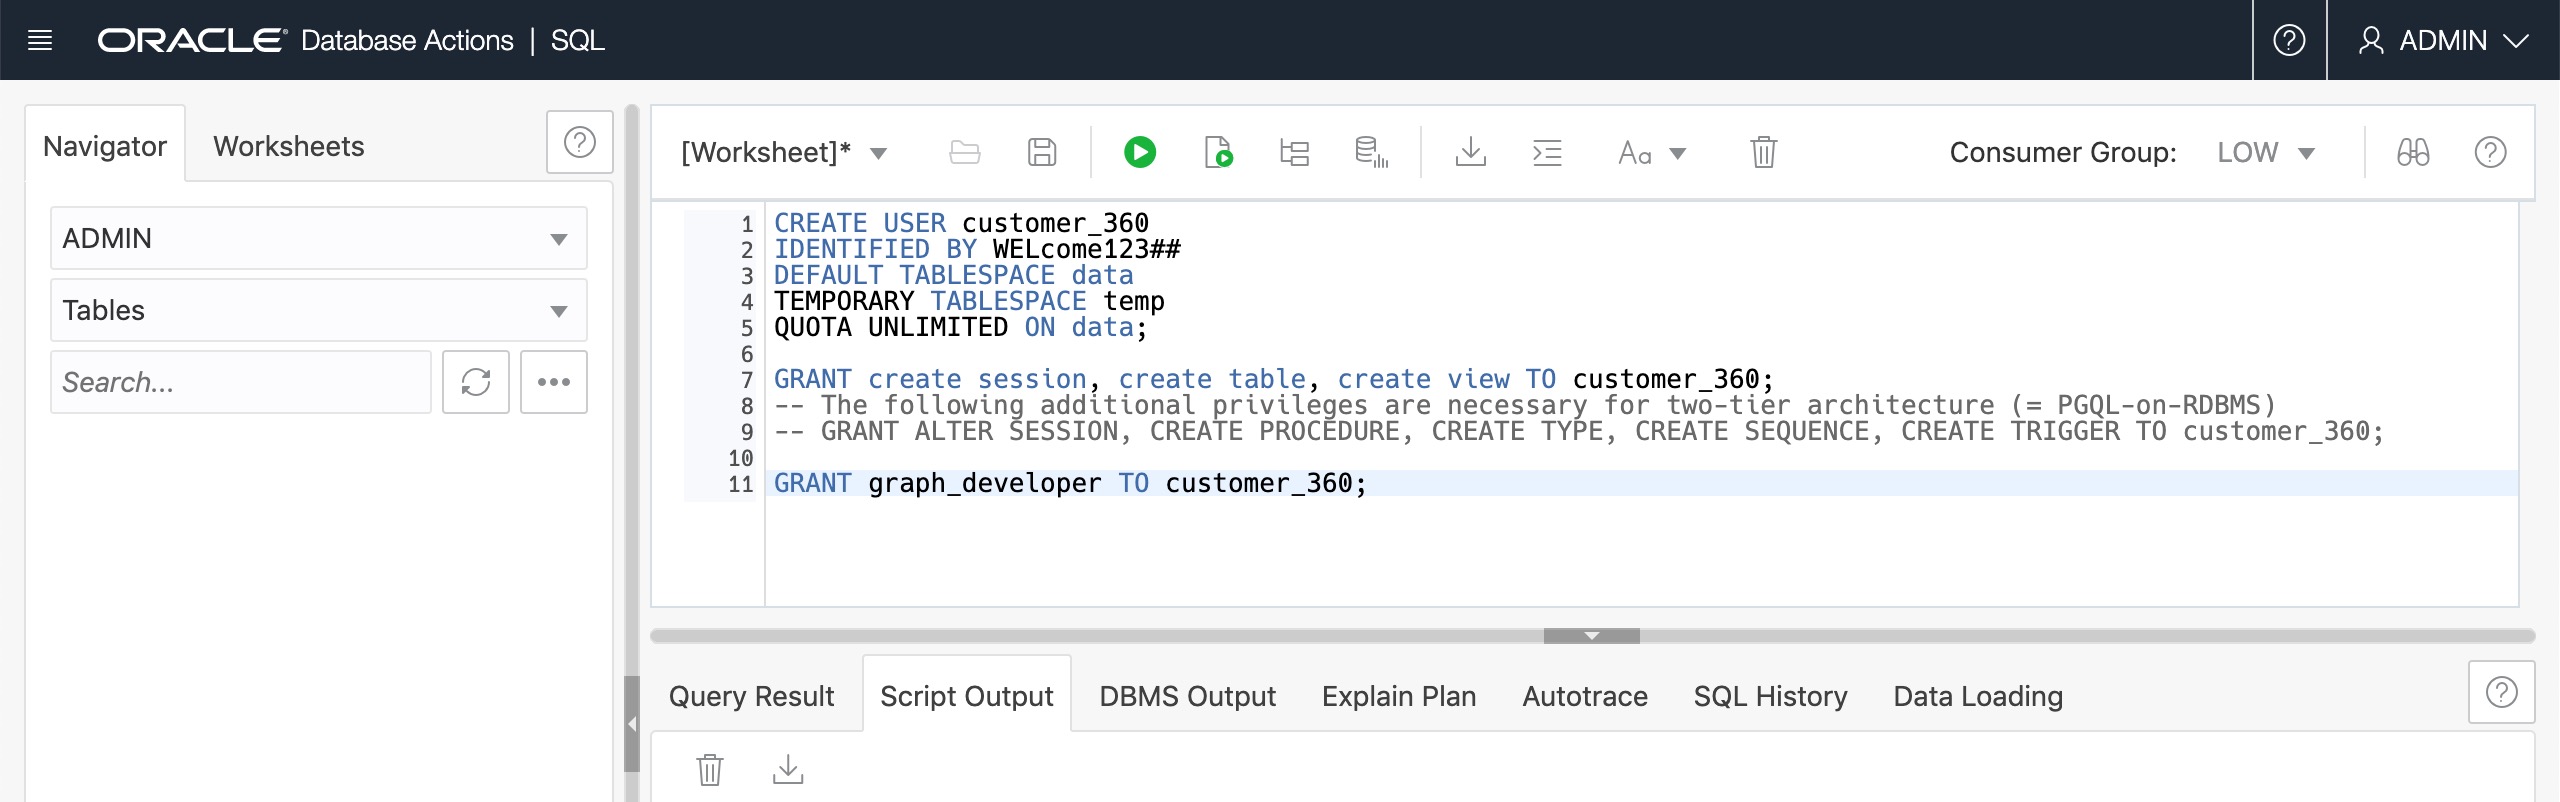 ORACLE® Database Actions | SQL
ADMIN
Navigator
Worksheets
ADMIN
Tables
Search...
[Worksheet]*
Aa
Consumer Group: LOW
1 CREATE USER customer_360
2 IDENTIFIED BY WELcome123##
3 DEFAULT TABLESPACE data
4 TEMPORARY TABLESPACE temp
5 QUOTA UNLIMITED ON data;
6
7 GRANT create session, create table, create view TO customer_360;
8 -- The following additional privileges are necessary for two-tier architecture (= PGQL-on-RDBMS)
9 -- GRANT ALTER SESSION, CREATE PROCEDURE, CREATE TYPE, CREATE SEQUENCE, CREATE TRIGGER TO customer_360;
10
11 GRANT graph_developer TO customer_360;
Query Result
Script Output
DBMS Output
Explain Plan
Autotrace
SQL History
Data Loading